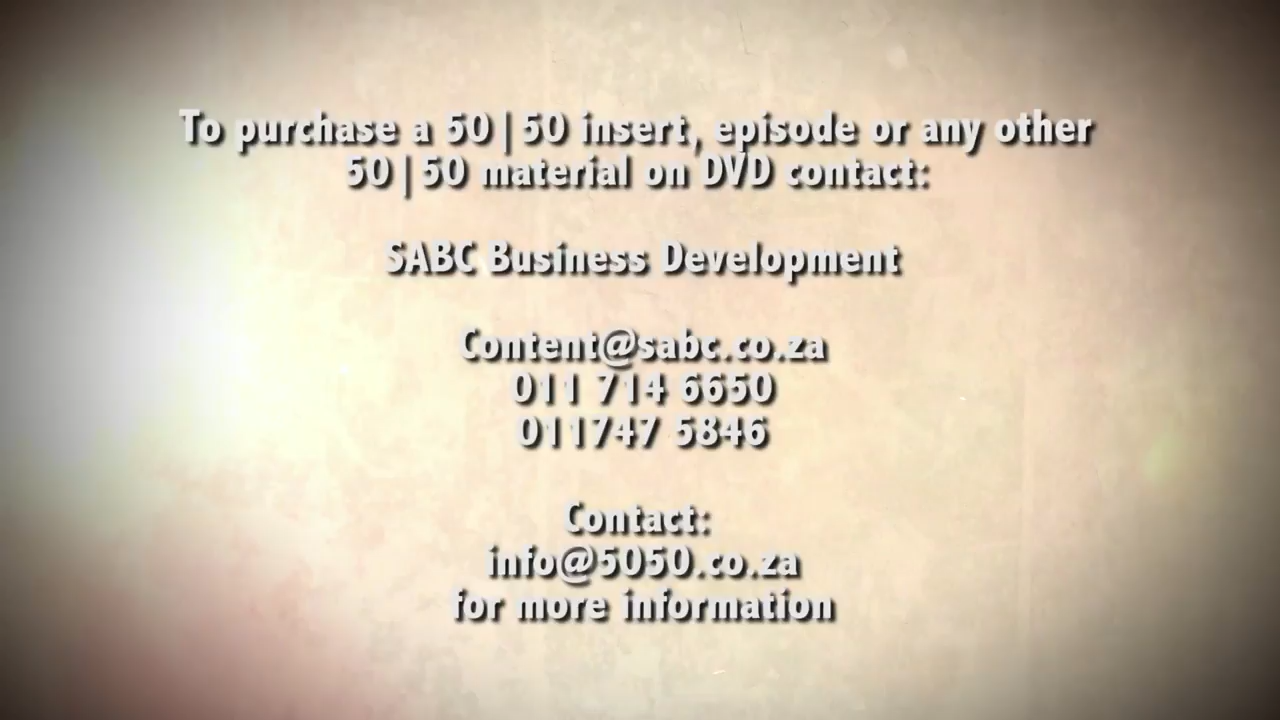 To purchase a 50|50 insert, episode or any other
50|50 material on DVD contact:
SABC Business Development
Content@sabc.co.za
011 714 6650
011747 5846
Contact:
info@5050.co.za
for more information